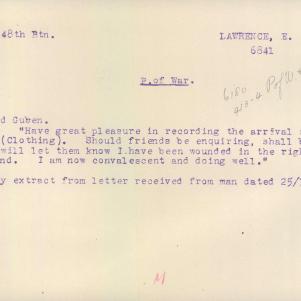 48th Btn. LAWRENCE, E.
6841
P.of War.
d Guben.
"Have great pleasure in recording the arrival
(Clothing). Should friends be enquiring, shall
will let them know I.have been wounded in the righ
nd. I am now convalescent and doing well."
y extract from letter received from man dated 25/
M